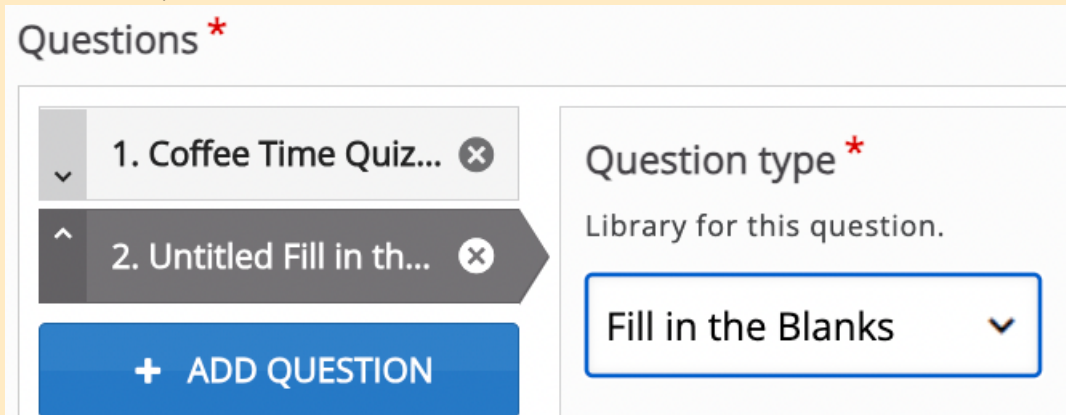 Questions *
1. Coffee Time Quiz...
2. Untitled Fill in th...
+ ADD QUESTION
Question type *
Library for this question.
Fill in the Blanks